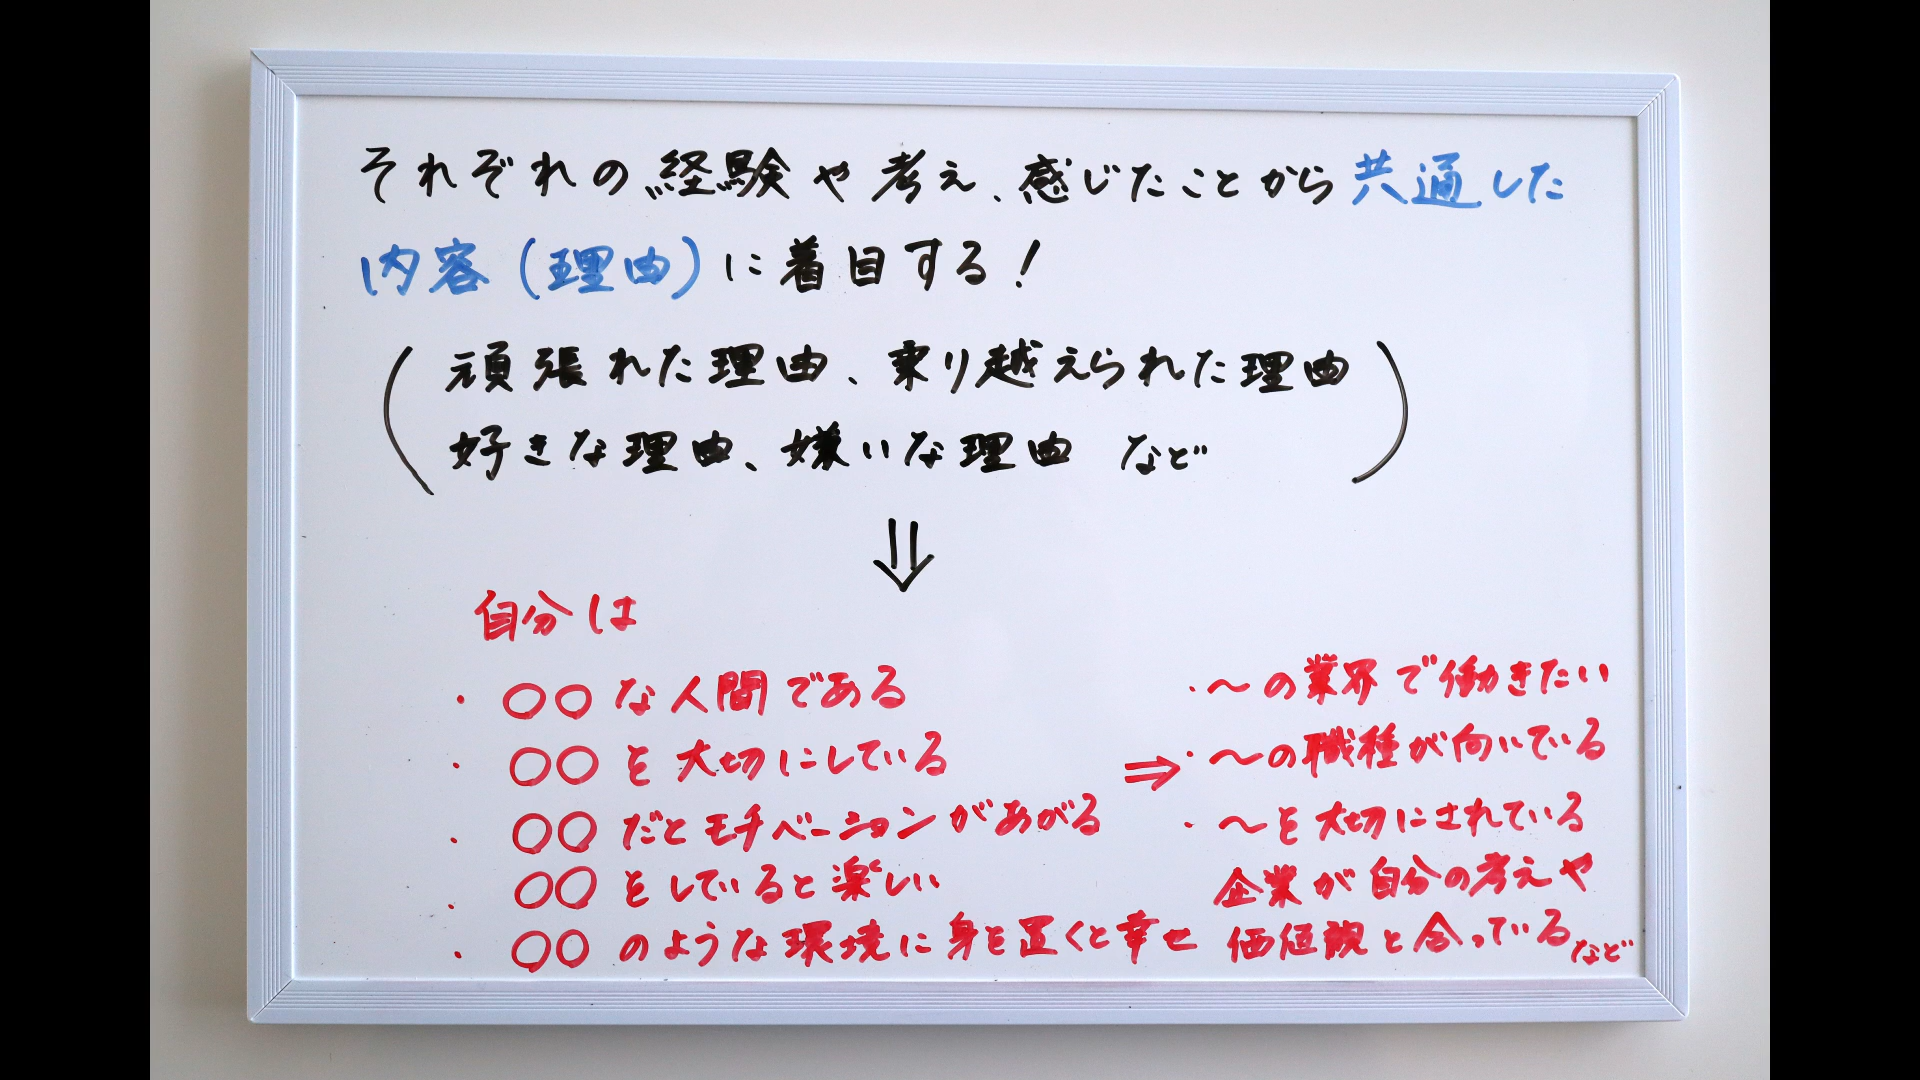 それぞれの経験や考え、感じたことから共通した
内容(理由)に着目する!
(頑張れた理由、乗り越えられた理由
好きな理由、嫌いな理由 など)
⇓
自分は
・〇〇な人間である
・〇〇を大切にしている
・〇〇だとモチベーションがあがる
・〇〇をしていると楽しい
・〇〇のような環境に身を置くと幸せ
⇒
・〜の業界で働きたい
・〜の職種が向いている
・〜を大切にされている
企業が自分の考えや
価値観と合っているなど